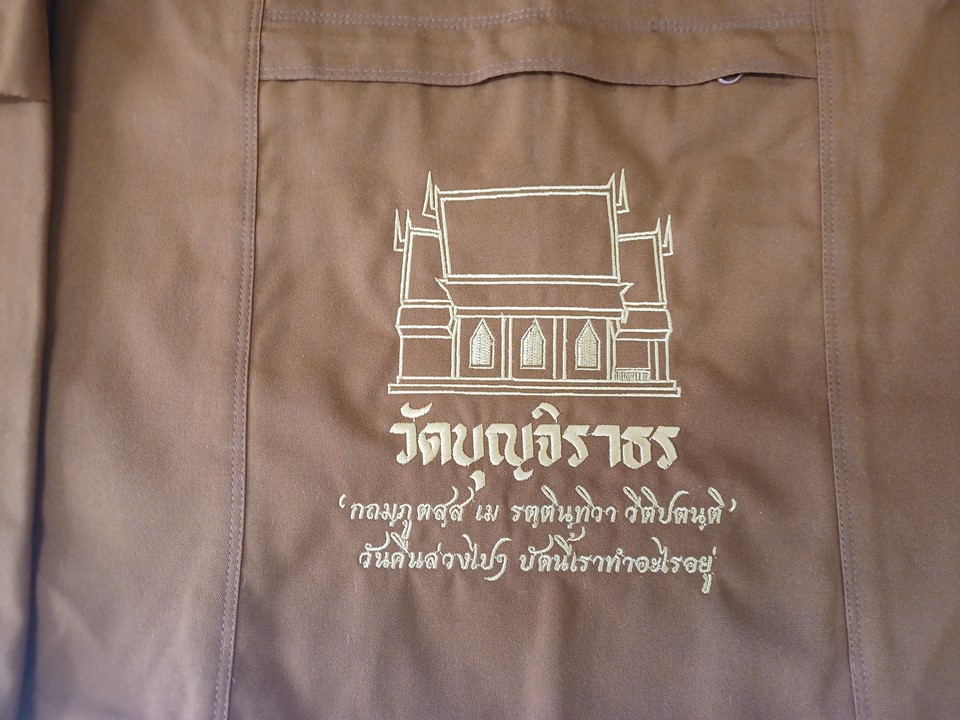 วัดบุญจิราธร
‘กถมฺภูตสฺส เม รตฺตินฺทิวา วีติปตนฺติ’
วันคืนล่วงไปๆ บัดนี้เราทำอะไรอยู่